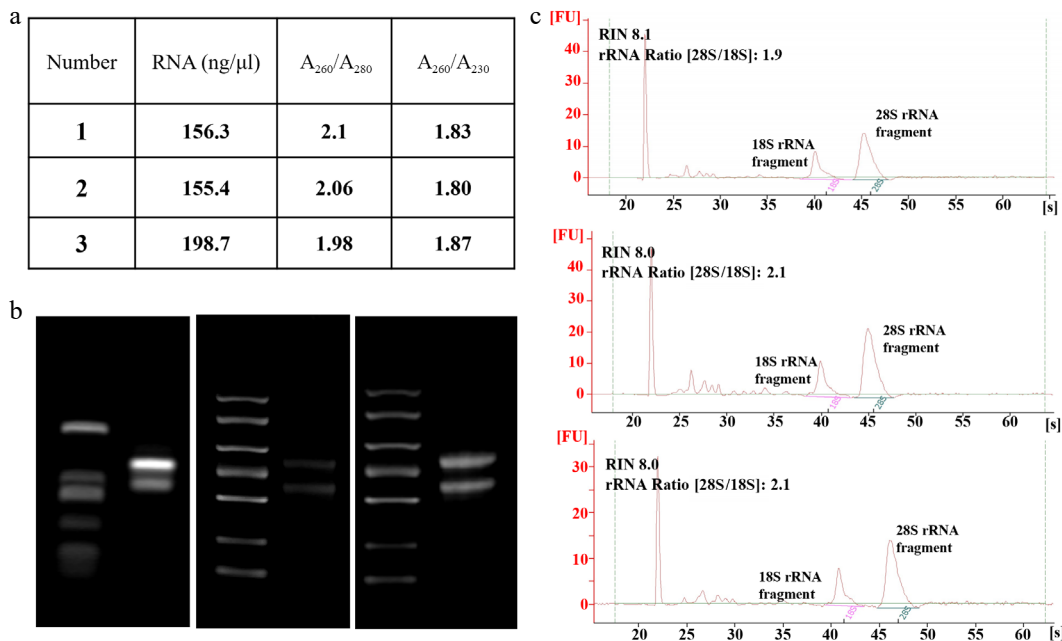 a
Number RNA (ng/μl) A260/A280 A260/A230
1 156.3 2.1 1.83
2 155.4 2.06 1.80
3 198.7 1.98 1.87
b
c
[FU]
RIN 8.1
rRNA Ratio [28S/18S]: 1.9
40
30
20
10
0
18S rRNA
fragment
28S rRNA
fragment
18S
28S
20 25 30 35 40 45 50 55 60 [s]
[FU]
RIN 8.0
rRNA Ratio [28S/18S]: 2.1
40
30
20
10
0
18S rRNA
fragment
28S rRNA
fragment
18S
28S
20 25 30 35 40 45 50 55 60 [s]
[FU]
RIN 8.0
rRNA Ratio [28S/18S]: 2.1
30
20
10
0
18S rRNA
fragment
28S rRNA
fragment
18S
28S
20 25 30 35 40 45 50 55 60 [s]